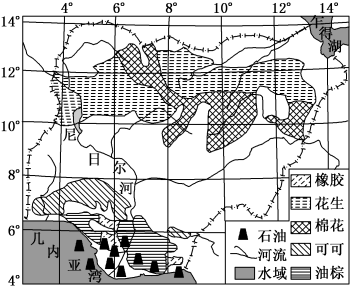 4° 6° 8° 10° 12° 14°
14°
12°
10°
8°
6°
4°
乍得湖
尼日尔河
几内亚湾
石油
河流
水域
橡胶
花生
棉花
可可
油棕